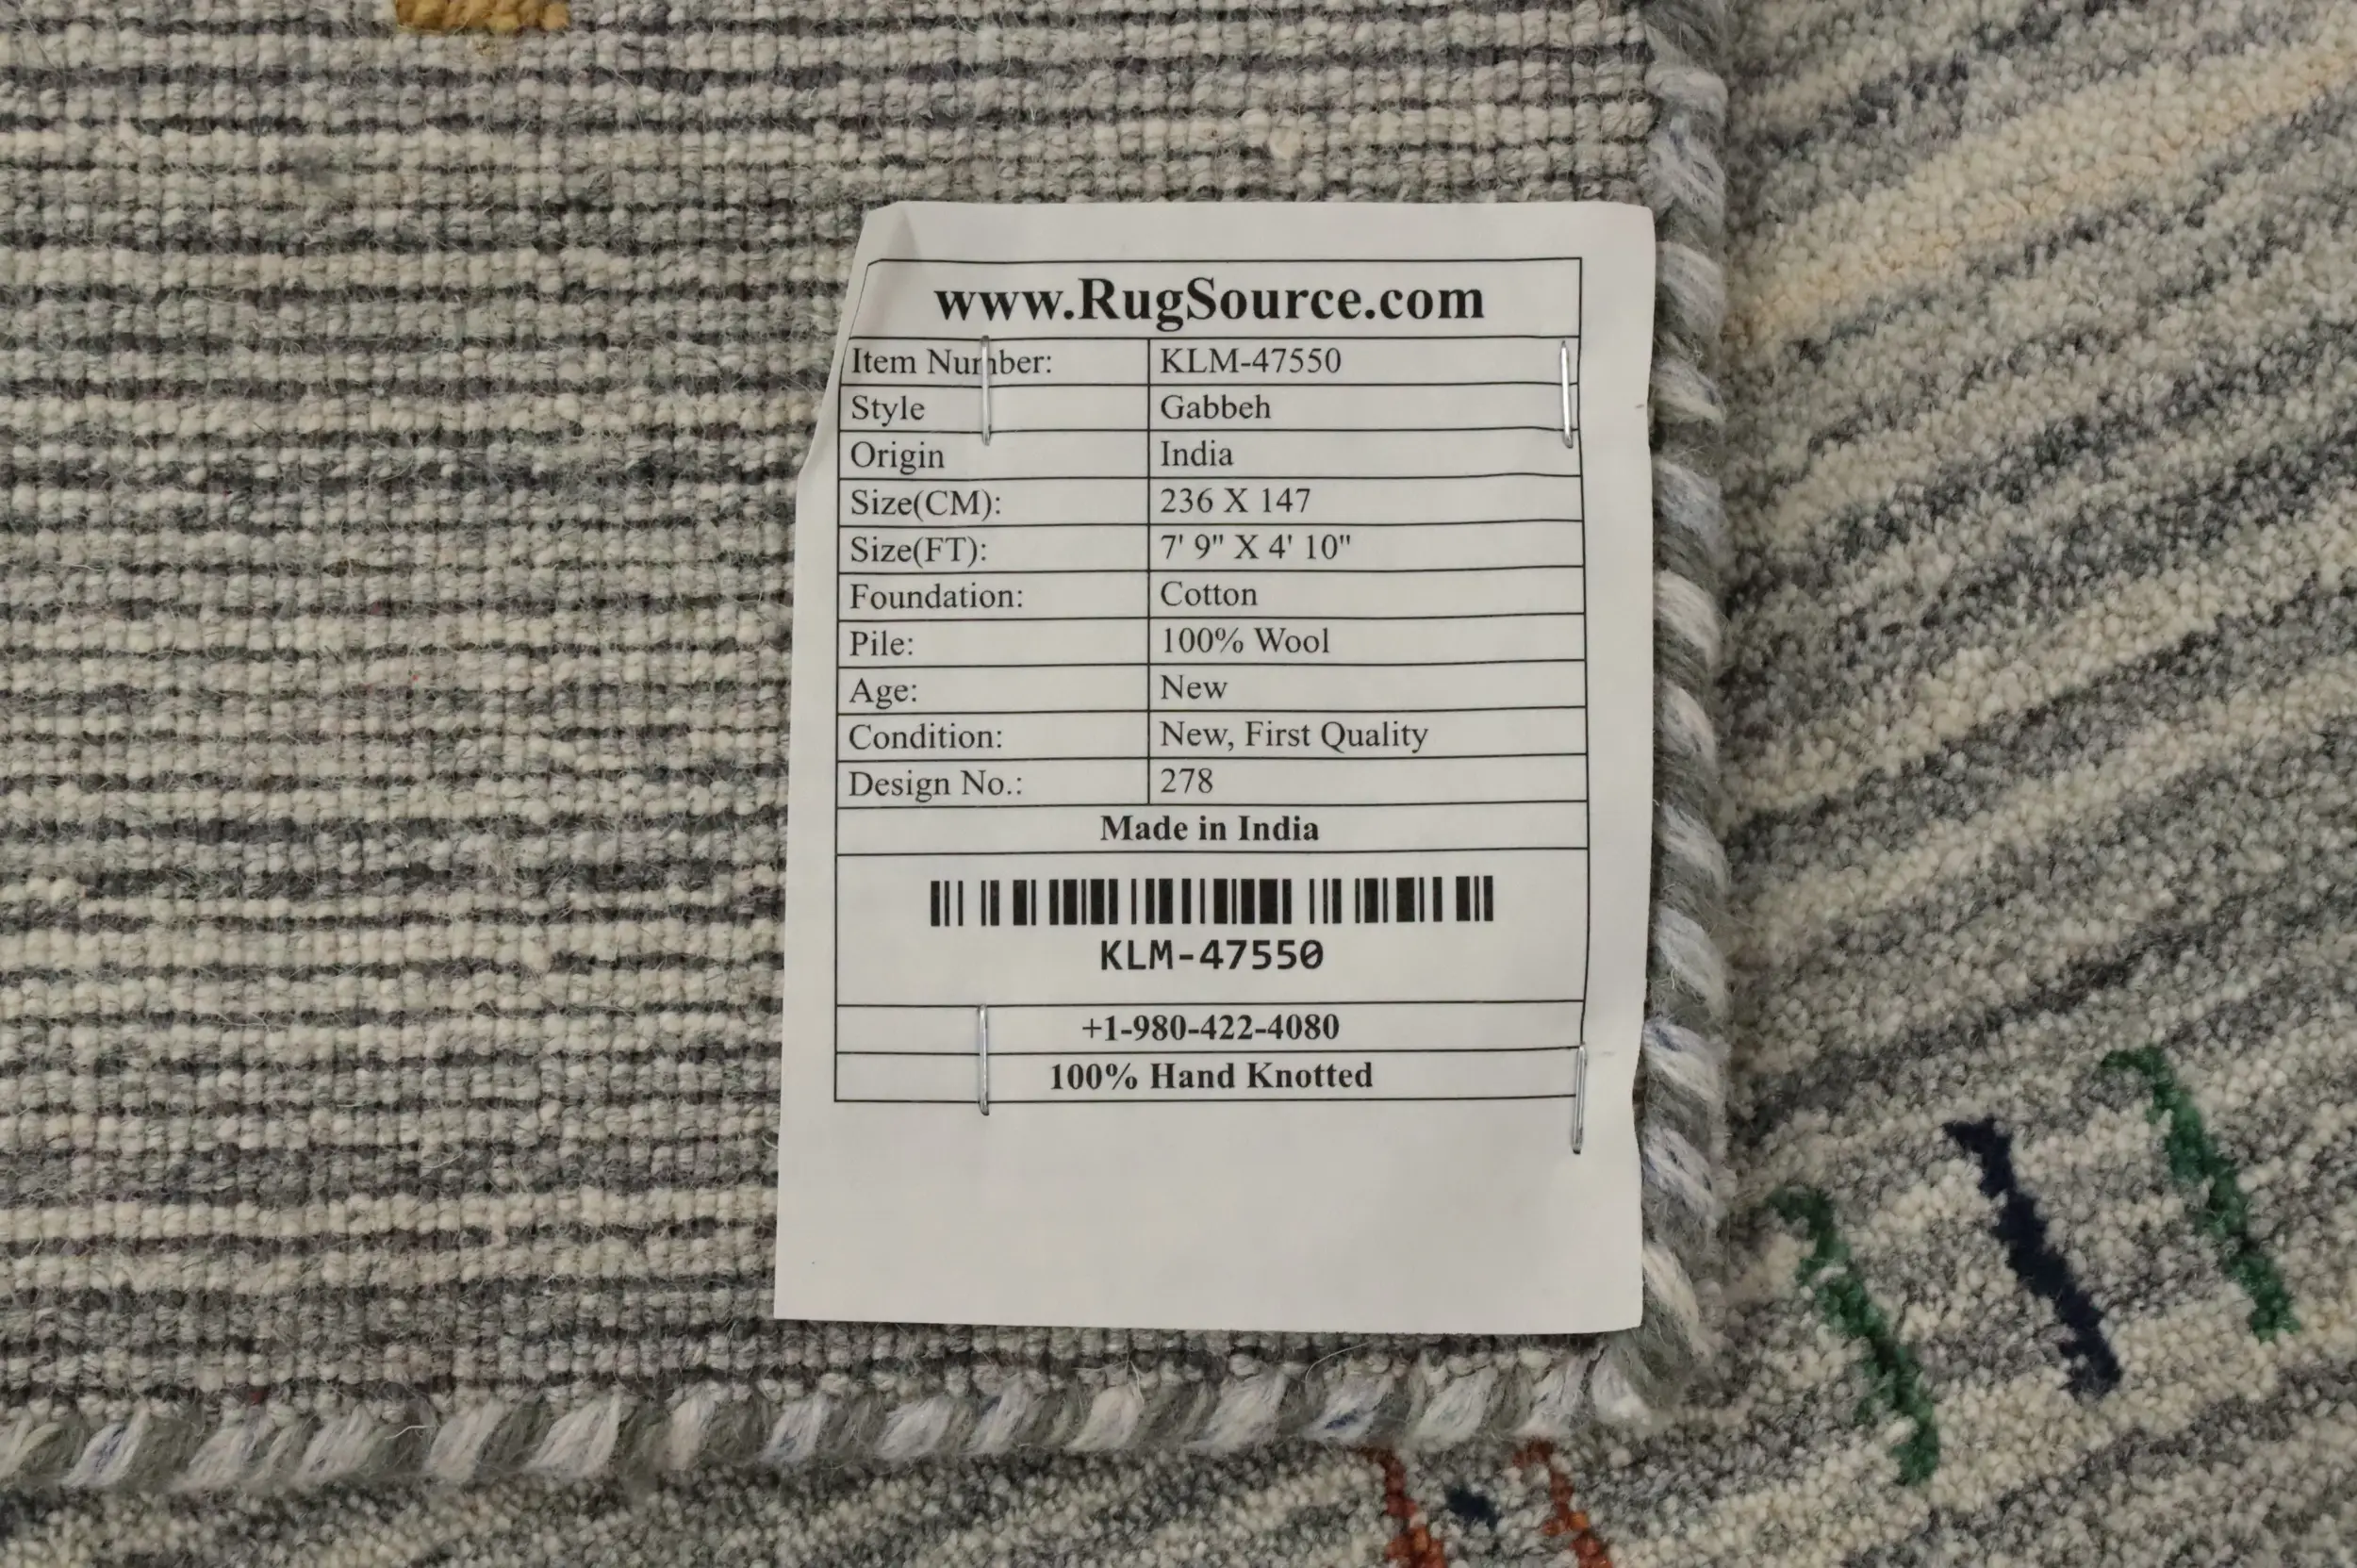 www.RugSource.com
Item Number: KLM-47550
Style Gabbeh
Origin India
Size(CM): 236 X 147
Size(FT): 7' 9" X 4' 10"
Foundation: Cotton
Pile: 100% Wool
Age: New
Condition: New, First Quality
Design No.: 278
Made in India
KLM-47550
+1-980-422-4080
100% Hand Knotted